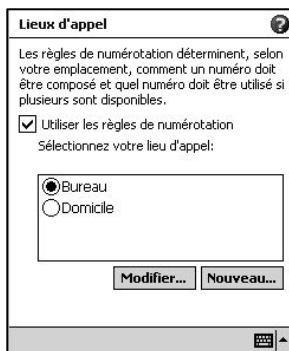 Lieux d'appel
Les règles de numérotation déterminent, selon
votre emplacement, comment un numéro doit
être composé et quel numéro doit être utilisé si
plusieurs sont disponibles.
Utiliser les règles de numérotation
Sélectionnez votre lieu d'appel:
Bureau
Domicile
Modifier... Nouveau...